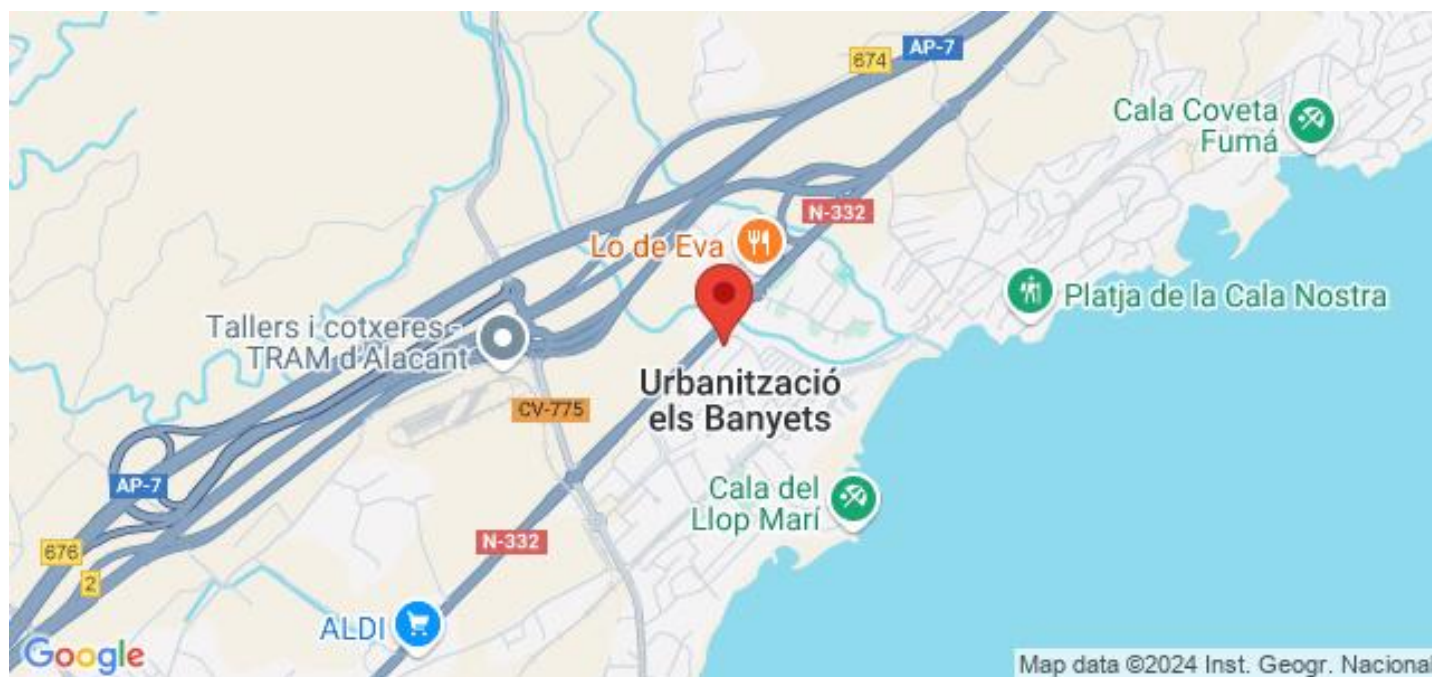 AP-7
674
Cala Coveta
Fumá
N-332
Lo de Eva
Platja de la Cala Nostra
Tallers i cotxeres -
TRAM d'Alacant
Urbanització
els Banyets
CV-775
AP-7
Cala del
Llop Marí
N-332
676
2
ALDI
Google
Map data ©2024 Inst. Geogr. Nacional